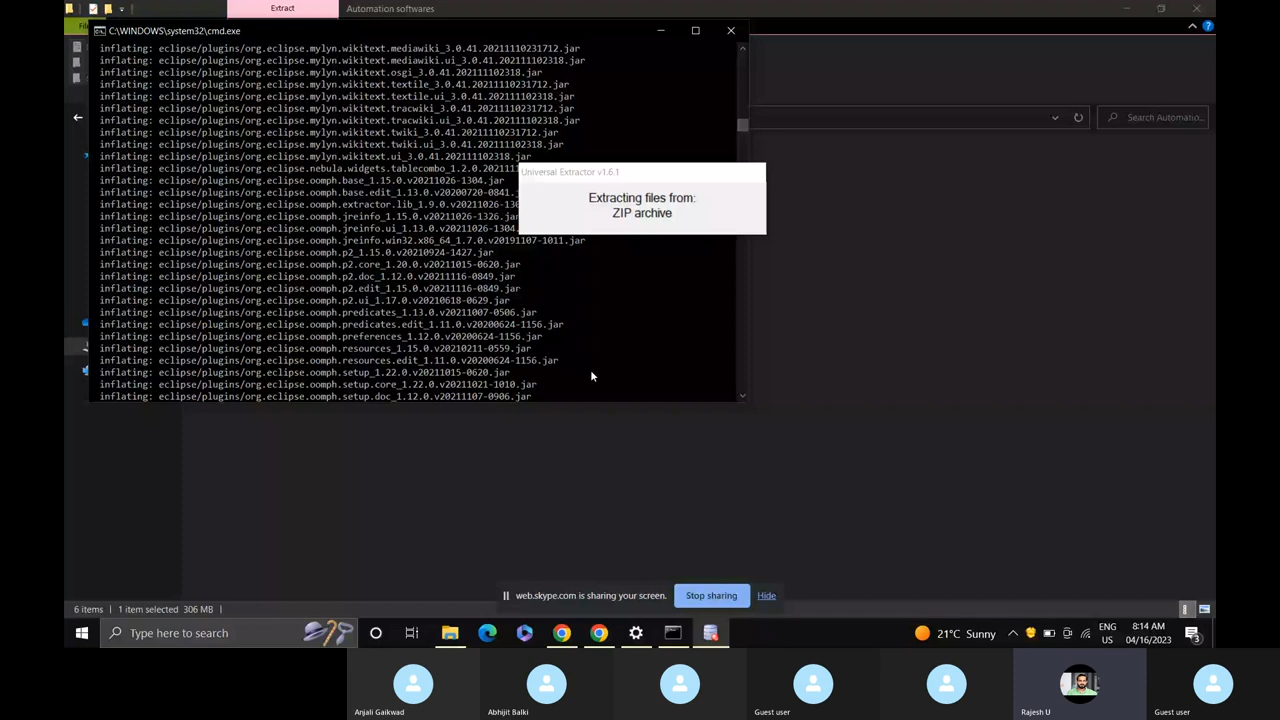 Extract
Automation softwares
C:\WINDOWS\system32\cmd.exe
inflating: eclipse/plugins/org.eclipse.mylyn.wikitext.mediawiki_3.0.41.20211110231712.jar
inflating: eclipse/plugins/org.eclipse.mylyn.wikitext.mediawiki.ui_3.0.41.202111102318.jar
inflating: eclipse/plugins/org.eclipse.mylyn.wikitext.osgi_3.0.41.202111102318.jar
inflating: eclipse/plugins/org.eclipse.mylyn.wikitext.textile_3.0.41.20211110231712.jar
inflating: eclipse/plugins/org.eclipse.mylyn.wikitext.textile.ui_3.0.41.202111102318.jar
inflating: eclipse/plugins/org.eclipse.mylyn.wikitext.tracwiki_3.0.41.20211110231712.jar
inflating: eclipse/plugins/org.eclipse.mylyn.wikitext.tracwiki.ui_3.0.41.202111102318.jar
inflating: eclipse/plugins/org.eclipse.mylyn.wikitext.twiki_3.0.41.20211110231712.jar
inflating: eclipse/plugins/org.eclipse.mylyn.wikitext.twiki.ui_3.0.41.202111102318.jar
inflating: eclipse/plugins/org.eclipse.mylyn.wikitext.ui_3.0.41.202111102318.jar
inflating: eclipse/plugins/org.eclipse.nebula.widgets.tablecombo_1.2.0.20211
inflating: eclipse/plugins/org.eclipse.oomph.base_1.15.0.v20211026-1304.jar
inflating: eclipse/plugins/org.eclipse.oomph.base.edit_1.13.0.v20200720-0841.
inflating: eclipse/plugins/org.eclipse.oomph.extractor.lib_1.9.0.v20211026-130
inflating: eclipse/plugins/org.eclipse.oomph.jreinfo_1.15.0.v20211026-1326.jar
inflating: eclipse/plugins/org.eclipse.oomph.jreinfo.ui_1.13.0.v20211026-1304.
inflating: eclipse/plugins/org.eclipse.oomph.jreinfo.win32.x86_64_1.7.0.v20191107-1011.jar
inflating: eclipse/plugins/org.eclipse.oomph.p2_1.15.0.v20210924-1427.jar
inflating: eclipse/plugins/org.eclipse.oomph.p2.core_1.20.0.v20211015-0620.jar
inflating: eclipse/plugins/org.eclipse.oomph.p2.doc_1.12.0.v20211116-0849.jar
inflating: eclipse/plugins/org.eclipse.oomph.p2.edit_1.15.0.v20211116-0849.jar
inflating: eclipse/plugins/org.eclipse.oomph.p2.ui_1.17.0.v20210618-0629.jar
inflating: eclipse/plugins/org.eclipse.oomph.predicates_1.13.0.v20211007-0506.jar
inflating: eclipse/plugins/org.eclipse.oomph.predicates.edit_1.11.0.v20200624-1156.jar
inflating: eclipse/plugins/org.eclipse.oomph.preferences_1.12.0.v20200624-1156.jar
inflating: eclipse/plugins/org.eclipse.oomph.resources_1.15.0.v20210211-0559.jar
inflating: eclipse/plugins/org.eclipse.oomph.resources.edit_1.11.0.v20200624-1156.jar
inflating: eclipse/plugins/org.eclipse.oomph.setup_1.22.0.v20211015-0620.jar
inflating: eclipse/plugins/org.eclipse.oomph.setup.core_1.22.0.v20211021-1010.jar
inflating: eclipse/plugins/org.eclipse.oomph.setup.doc_1.12.0.v20211107-0906.jar
Universal Extractor v1.6.1
Extracting files from:
ZIP archive
Search Automatio...
web.skype.com is sharing your screen.
Stop sharing
Hide
6 items
1 item selected 306 MB
Type here to search
21°C Sunny
ENG
US
8:14 AM
04/16/2023
3
Anjali Gaikwad
Abhijit Balki
Guest user
Rajesh U
Guest user